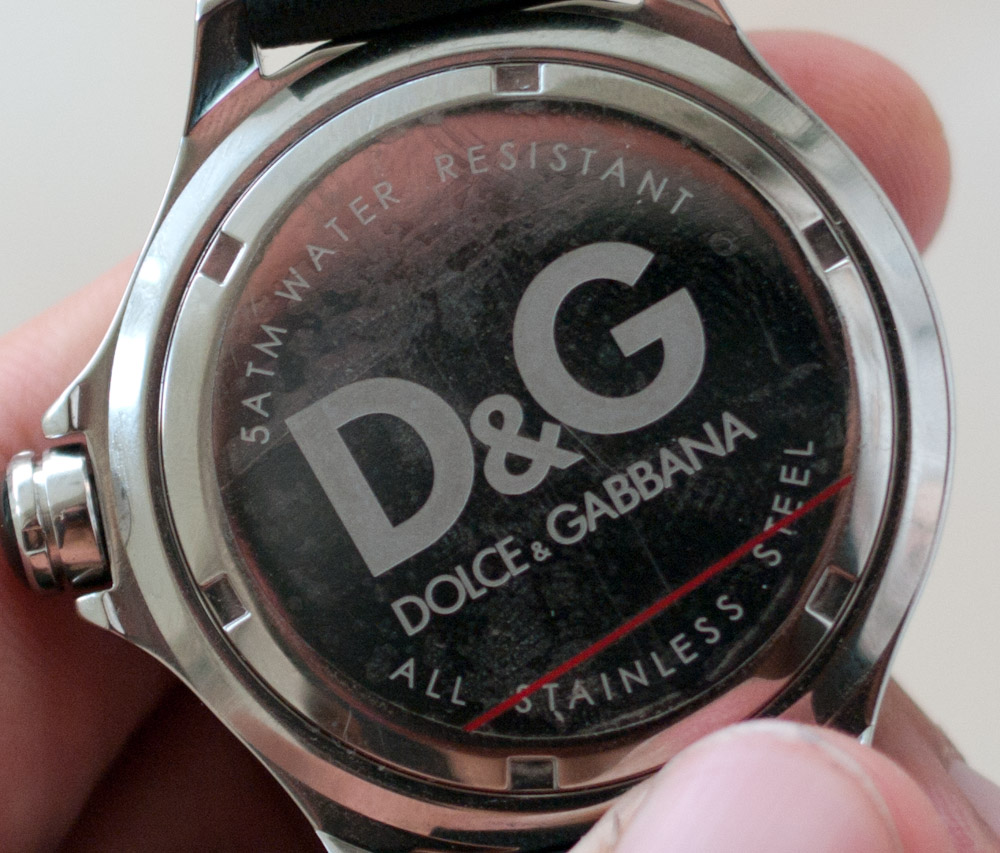 5ATM WATER RESISTANT
D&G
DOLCE & GABBANA
ALL STAINLESS STEEL